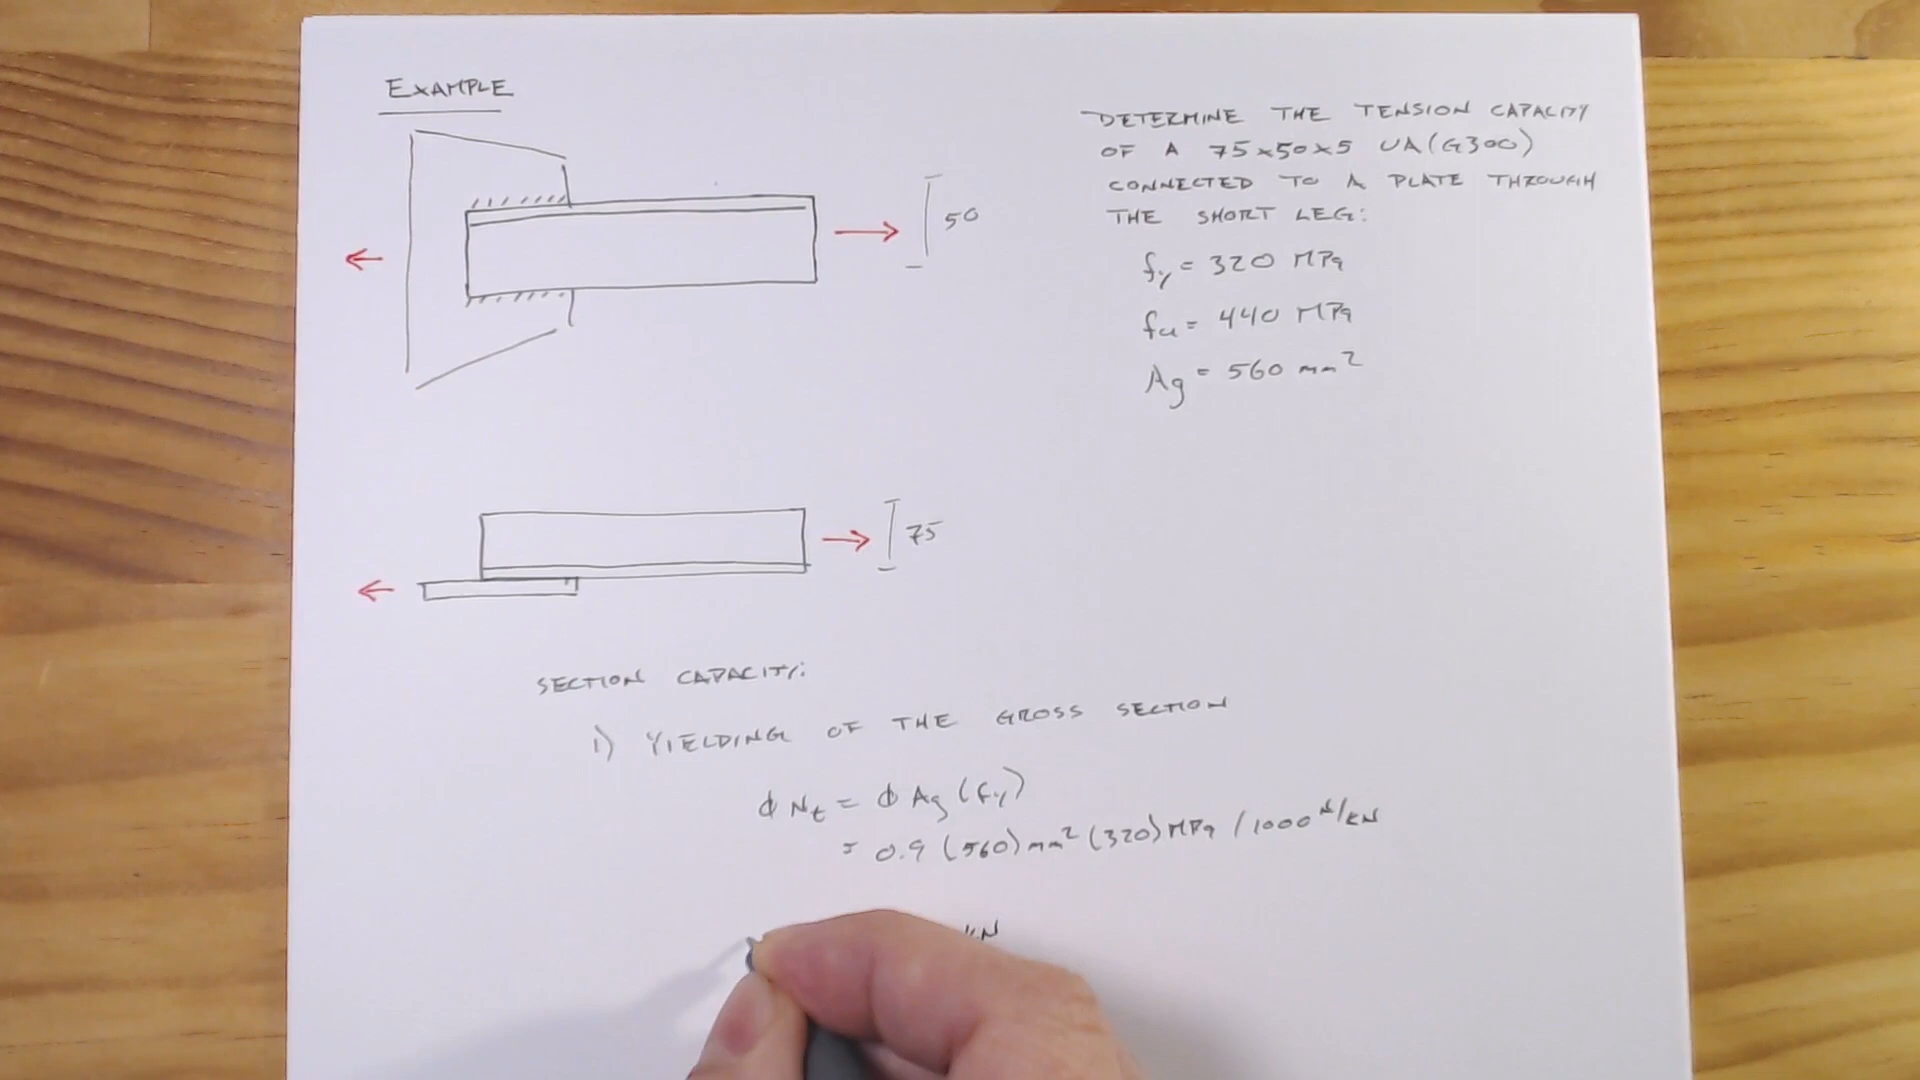 EXAMPLE
DETERMINE THE TENSION CAPACITY
OF A 75x50x5 UA (G300)
CONNECTED TO A PLATE THROUGH
THE SHORT LEG:
fy = 320 MPa
fu = 440 MPa
Ag = 560 mm²
50
75
SECTION CAPACITY:
1) YIELDING OF THE GROSS SECTION
ϕNt = ϕAg(fy)
= 0.9 (560) mm² (320) MPa / 1000 N/kN
kN